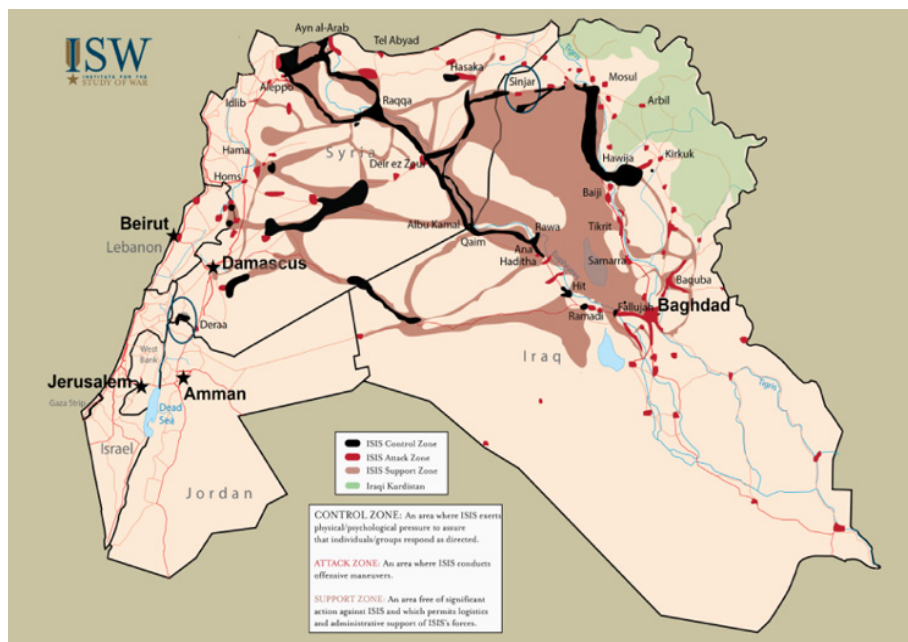 ISW
INSTITUTE FOR THE
STUDY OF WAR
Ayn al-Arab
Tel Abyad
Tigris
Hasaka
Sinjar
Mosul
Aleppo
Arbil
Idlib
Raqqa
Hama
Syria
Deir ez Zour
Hawija
Kirkuk
Homs
Baiji
Beirut
Lebanon
Albu Kamal
Rawa
Tikrit
Qaim
Ana
Haditha
Samarra
Damascus
Baquba
Hit
Fallujah
Baghdad
Ramadi
Deraa
West
Bank
Iraq
Jerusalem
Amman
Tigris
Gaza Strip
Dead
Sea
Israel
Jordan
ISIS Control Zone
ISIS Attack Zone
ISIS Support Zone
Iraqi Kurdistan
CONTROL ZONE: An area where ISIS exerts
physical/psychological pressure to assure
that individuals/groups respond as directed.
ATTACK ZONE: An area where ISIS conducts
offensive maneuvers.
SUPPORT ZONE: An area free of significant
action against ISIS and which permits logistics
and administrative support of ISIS's forces.